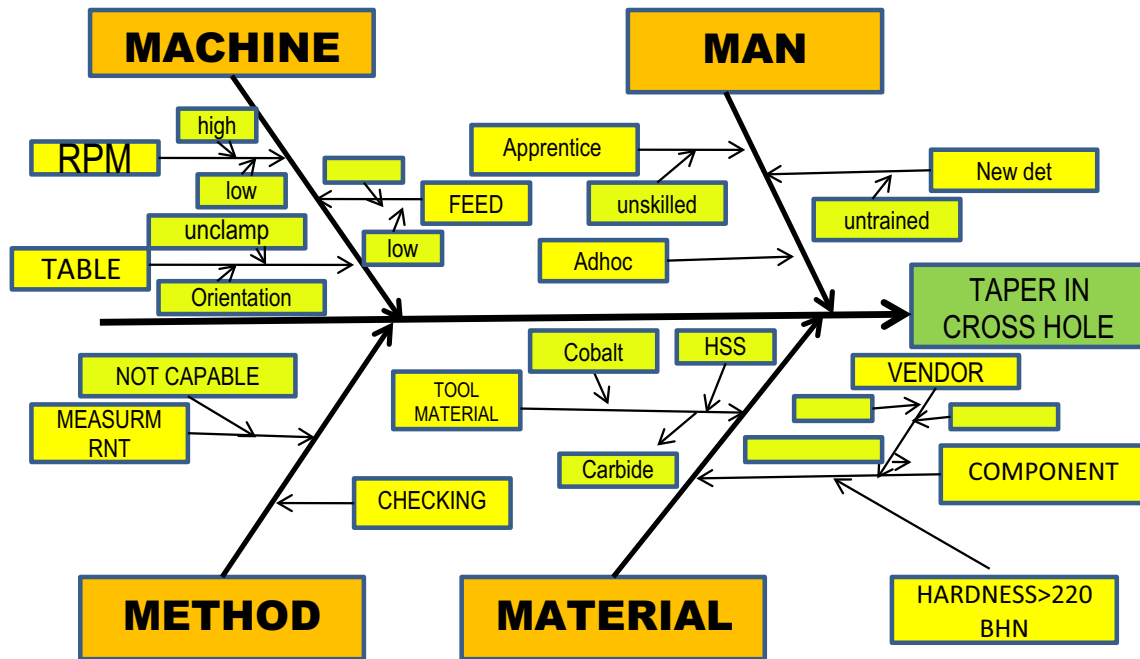 MACHINE
MAN
high
RPM
Apprentice
New det
low
FEED
unskilled
untrained
unclamp
low
TABLE
Adhoc
Orientation
TAPER IN
CROSS HOLE
Cobalt
HSS
NOT CAPABLE
VENDOR
TOOL
MATERIAL
MEASURM
RNT
Carbide
COMPONENT
CHECKING
HARDNESS>220
BHN
METHOD
MATERIAL